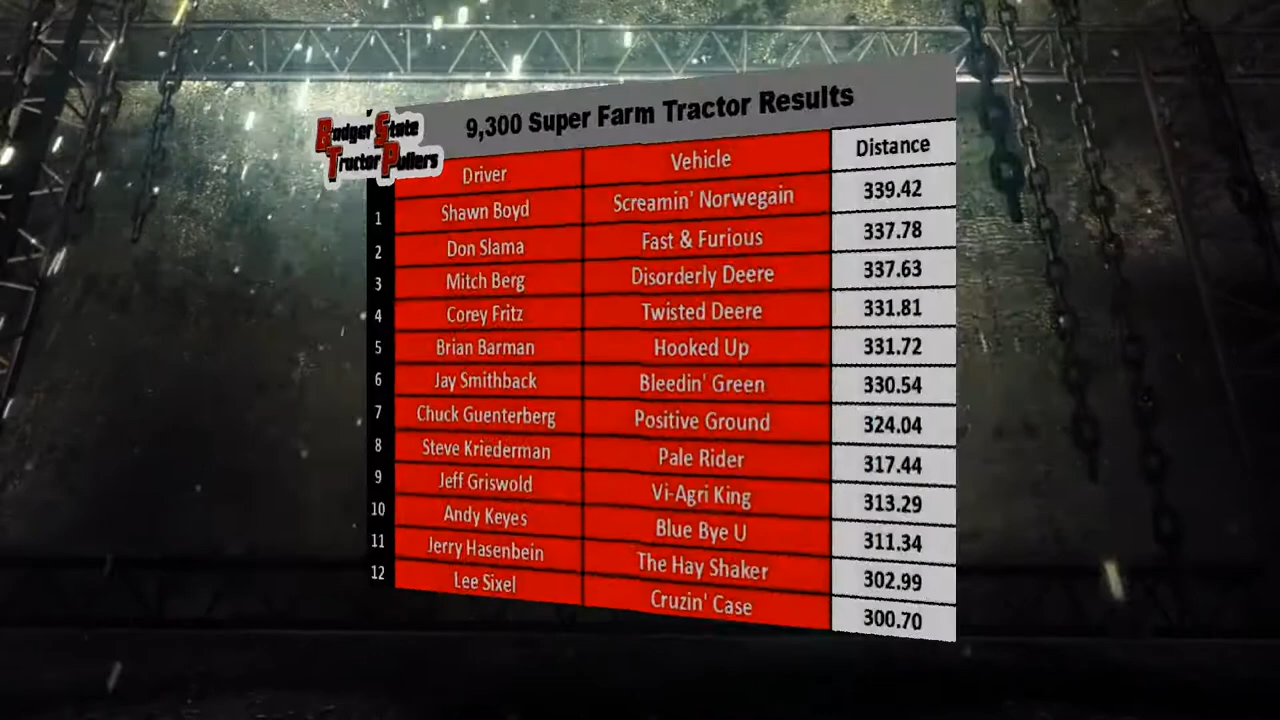 Badger State
Tractor Pullers
9,300 Super Farm Tractor Results
Driver Vehicle Distance
1 Shawn Boyd Screamin' Norwegain 339.42
2 Don Slama Fast & Furious 337.78
3 Mitch Berg Disorderly Deere 337.63
4 Corey Fritz Twisted Deere 331.81
5 Brian Barman Hooked Up 331.72
6 Jay Smithback Bleedin' Green 330.54
7 Chuck Guenterberg Positive Ground 324.04
8 Steve Kriederman Pale Rider 317.44
9 Jeff Griswold Vi-Agri King 313.29
10 Andy Keyes Blue Bye U 311.34
11 Jerry Hasenbein The Hay Shaker 302.99
12 Lee Sixel Cruzin' Case 300.70